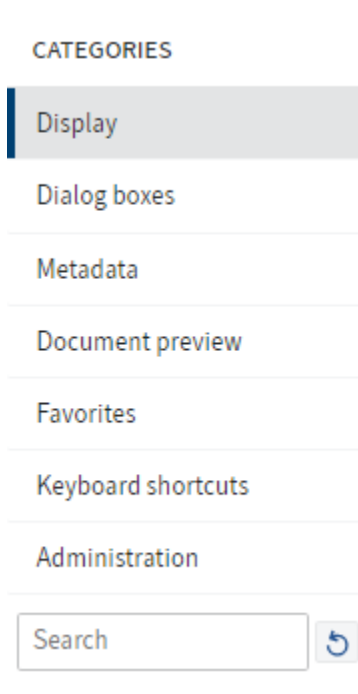 CATEGORIES
Display
Dialog boxes
Metadata
Document preview
Favorites
Keyboard shortcuts
Administration
Search